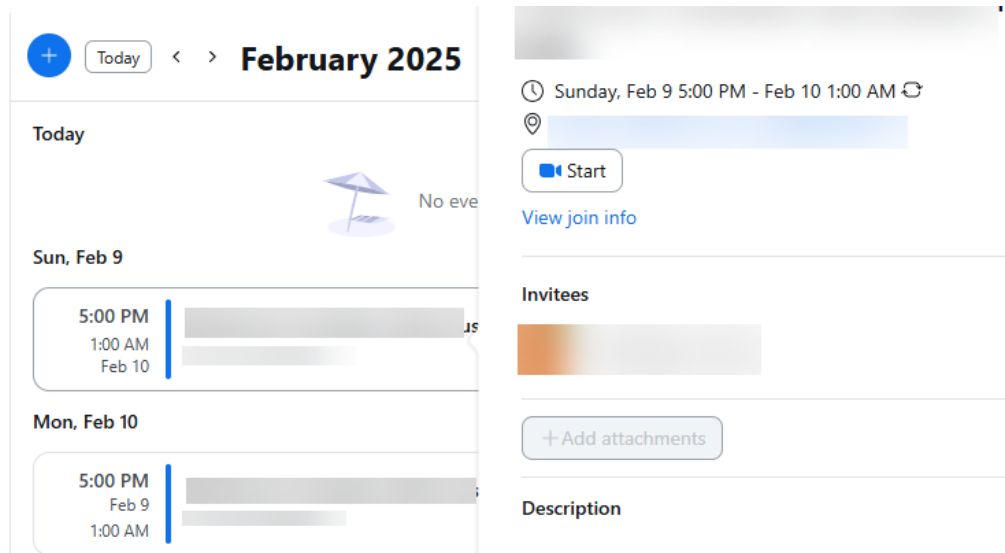 Today
February 2025
Today
No eve
Sun, Feb 9
5:00 PM
1:00 AM
Feb 10
Mon, Feb 10
5:00 PM
Feb 9
1:00 AM
Sunday, Feb 9 5:00 PM - Feb 10 1:00 AM
Start
View join info
Invitees
+ Add attachments
Description